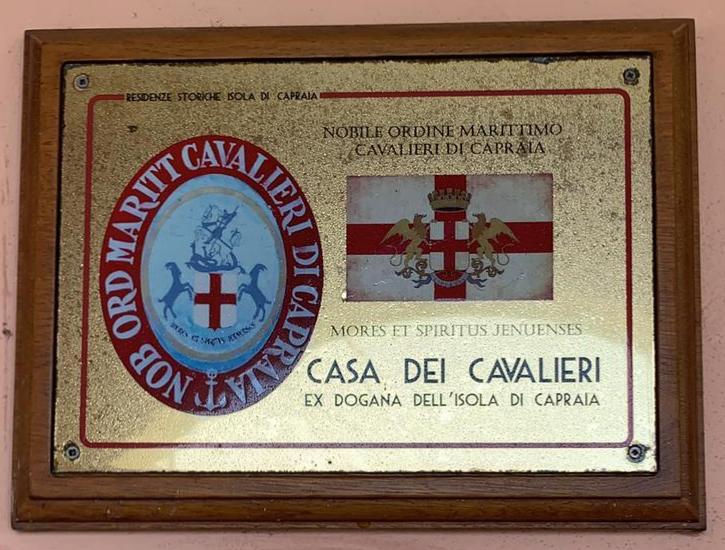 RESIDENZE STORICHE ISOLA DI CAPRAIA
NOB ORD MARITT CAVALIERI DI CAPRAIA
NOBILE ORDINE MARITTIMO
CAVALIERI DI CAPRAIA
MORES ET SPIRITUS JENUENSES
CASA DEI CAVALIERI
EX DOGANA DELL'ISOLA DI CAPRAIA